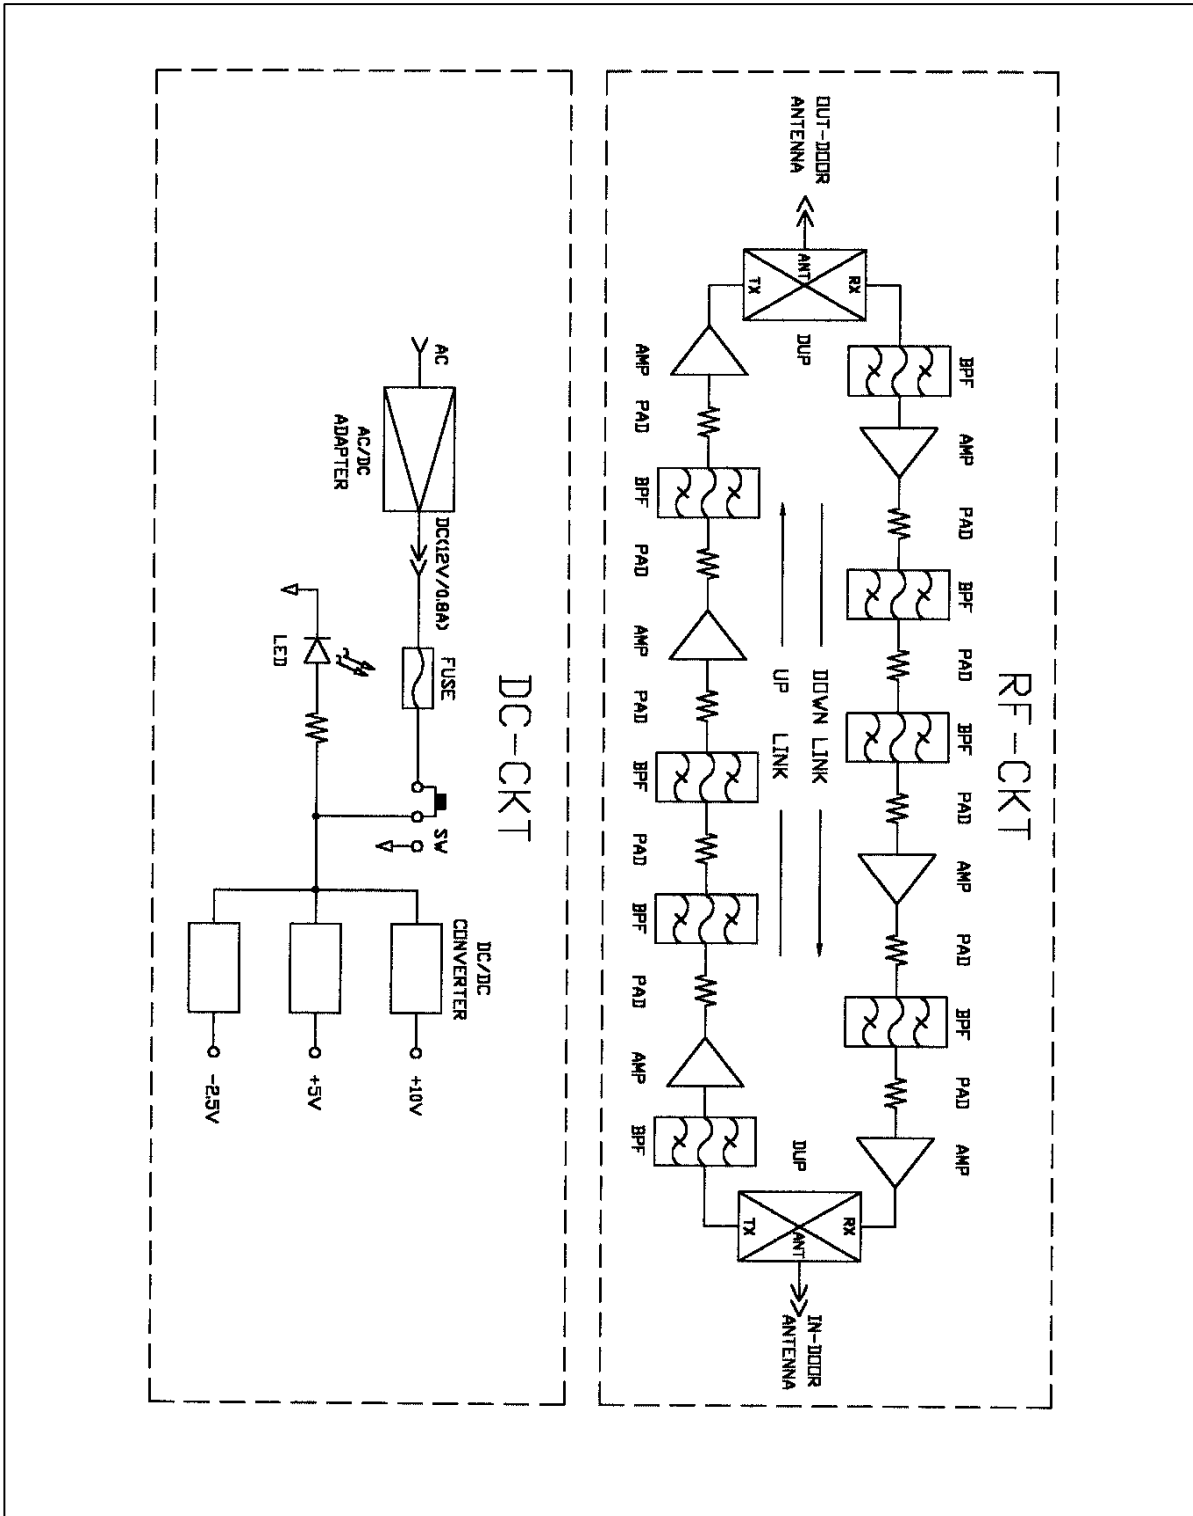 RF-CKT
OUT-DOOR
ANTENNA
ANT
RX
TX
DUP
BPF
AMP
PAD
BPF
PAD
BPF
PAD
AMP
PAD
BPF
PAD
AMP
DOWN LINK
UP LINK
AMP
PAD
BPF
PAD
AMP
PAD
BPF
PAD
BPF
PAD
AMP
BPF
DUP
RX
ANT
TX
IN-DOOR
ANTENNA
DC-CKT
AC
AC/DC
ADAPTER
DC(12V/0.8A)
FUSE
SW
LED
DC/DC
CONVERTER
+10V
+5V
-2.5V